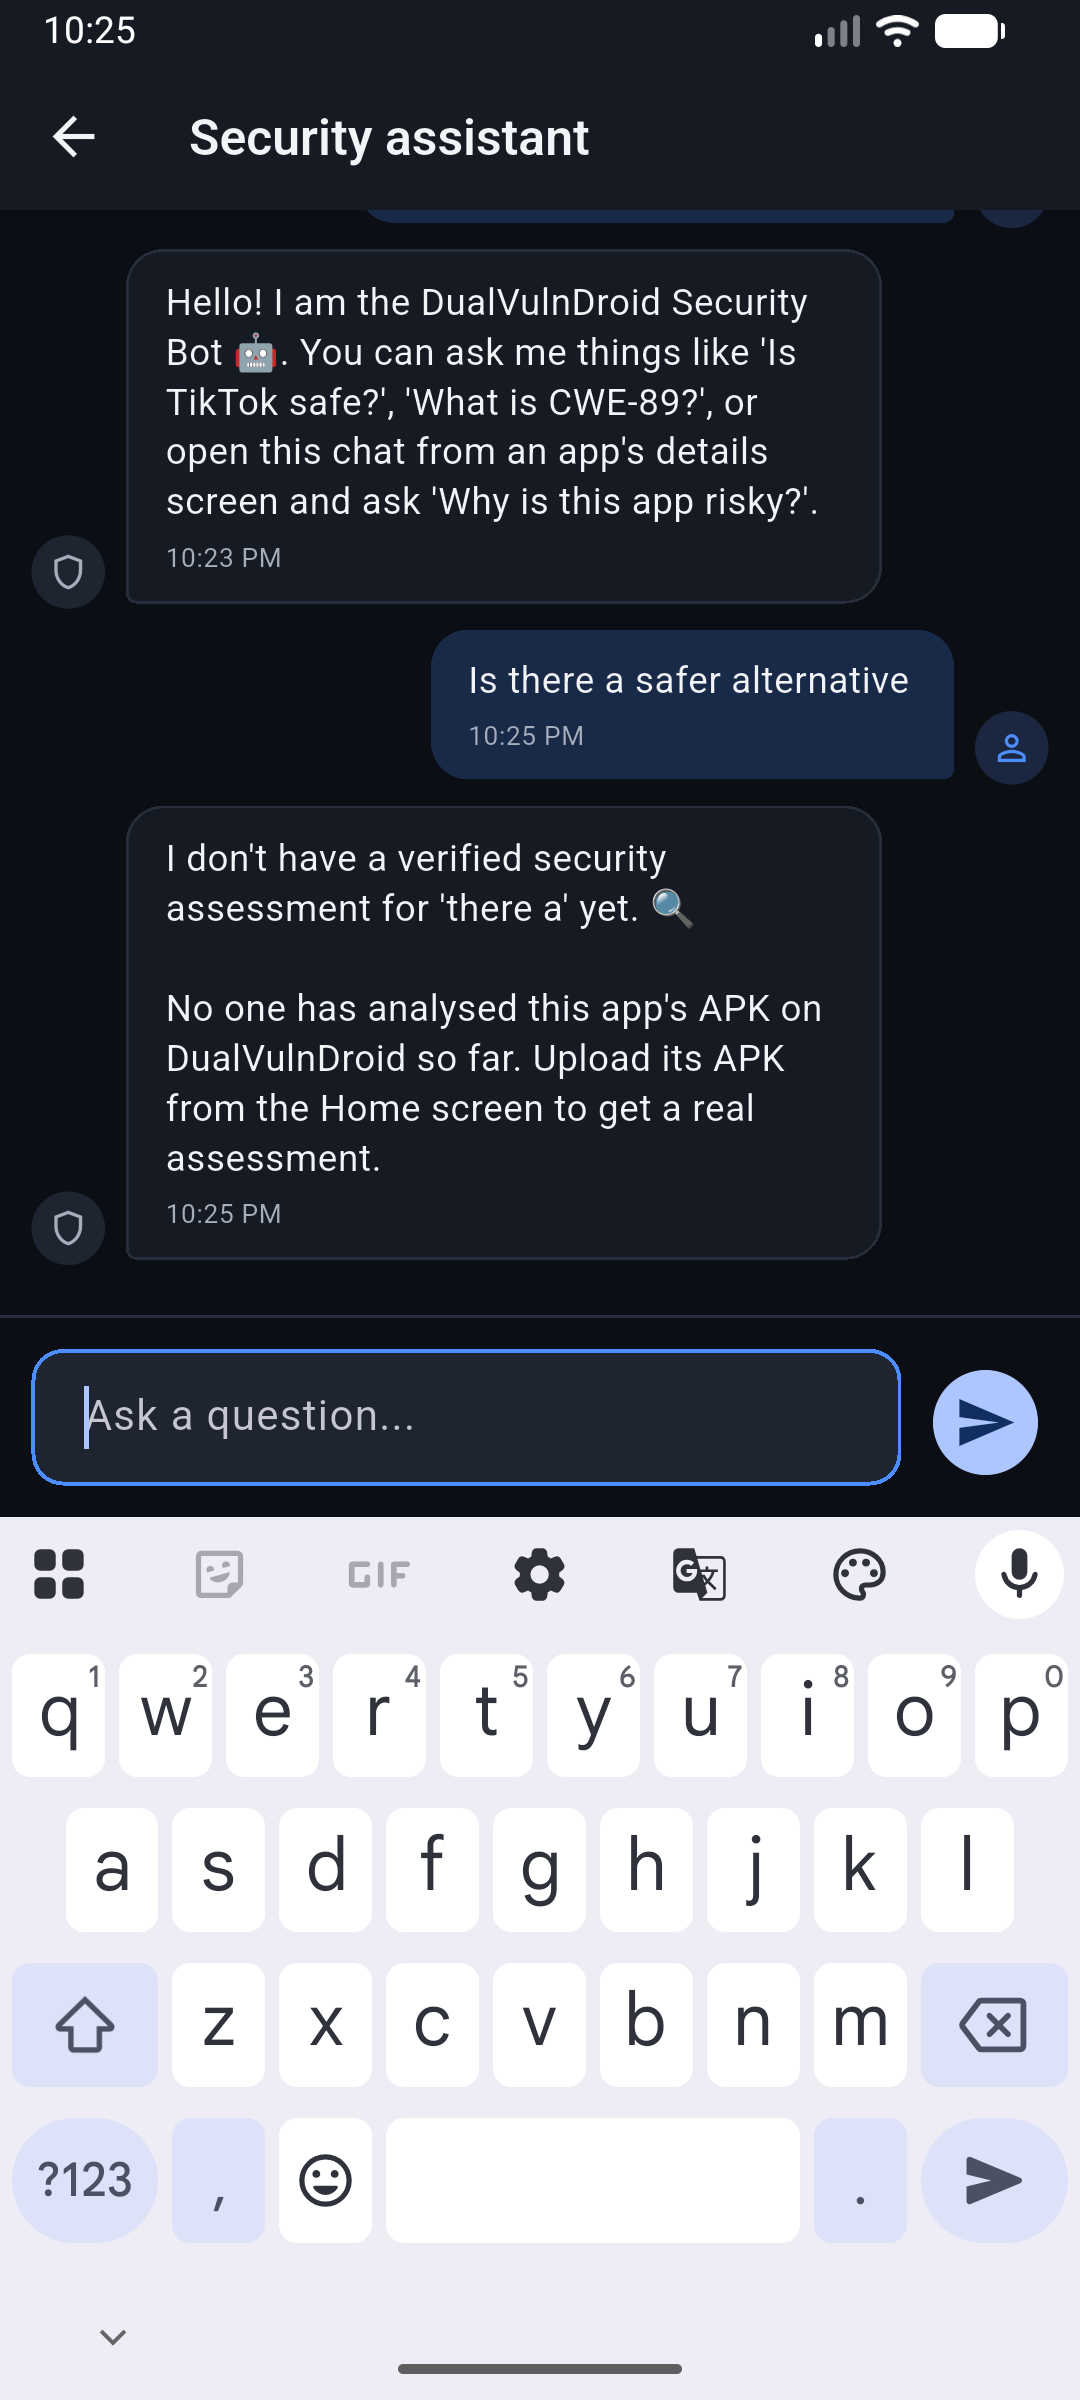 10:25
Security assistant
Hello! I am the DualVulnDroid Security
Bot 🤖. You can ask me things like 'Is
TikTok safe?', 'What is CWE-89?', or
open this chat from an app's details
screen and ask 'Why is this app risky?'.
10:23 PM
Is there a safer alternative
10:25 PM
I don't have a verified security
assessment for 'there a' yet. 🔍
No one has analysed this app's APK on
DualVulnDroid so far. Upload its APK
from the Home screen to get a real
assessment.
10:25 PM
Ask a question...
GIF
G 文
q 1 w 2 e 3 r 4 t 5 y 6 u 7 i 8 o 9 p 0
a s d f g h j k l
z x c v b n m
?123 , .